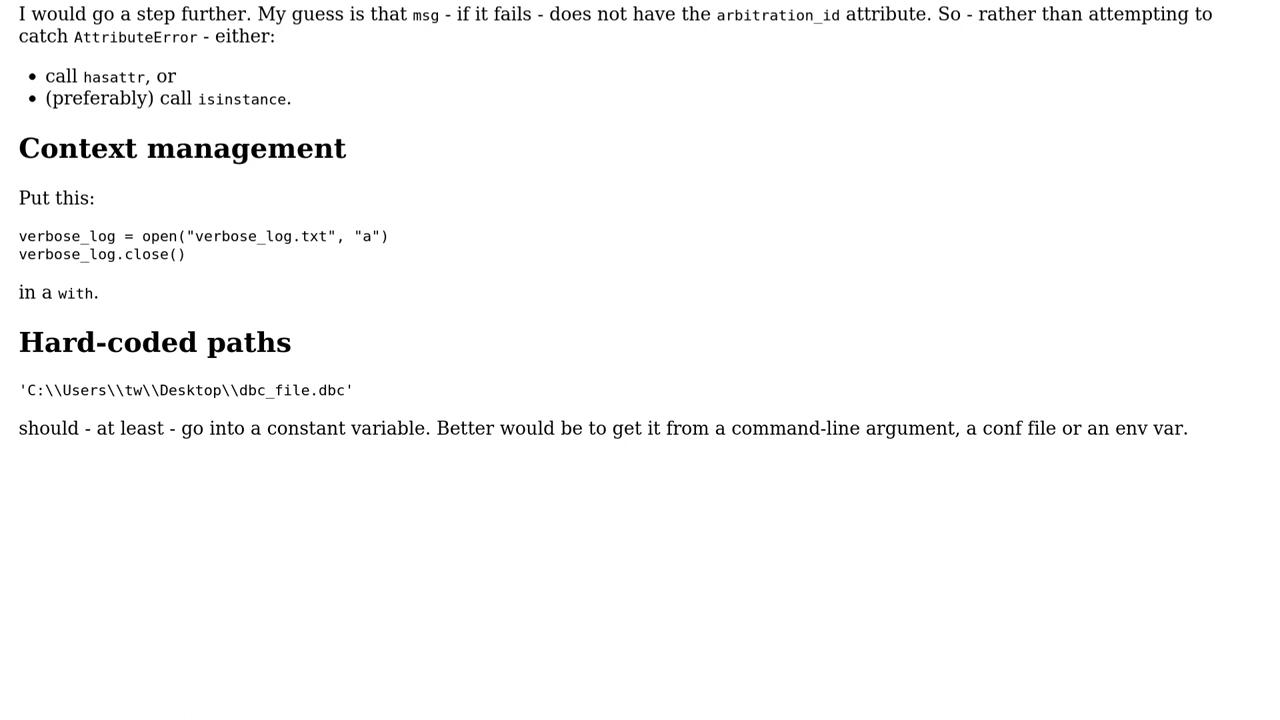 I would go a step further. My guess is that msg - if it fails - does not have the arbitration_id attribute. So - rather than attempting to
catch AttributeError - either:
• call hasattr, or
• (preferably) call isinstance.
Context management
Put this:
verbose_log = open("verbose_log.txt", "a")
verbose_log.close()
in a with.
Hard-coded paths
'C:\\Users\\tw\\Desktop\\dbc_file.dbc'
should - at least - go into a constant variable. Better would be to get it from a command-line argument, a conf file or an env var.